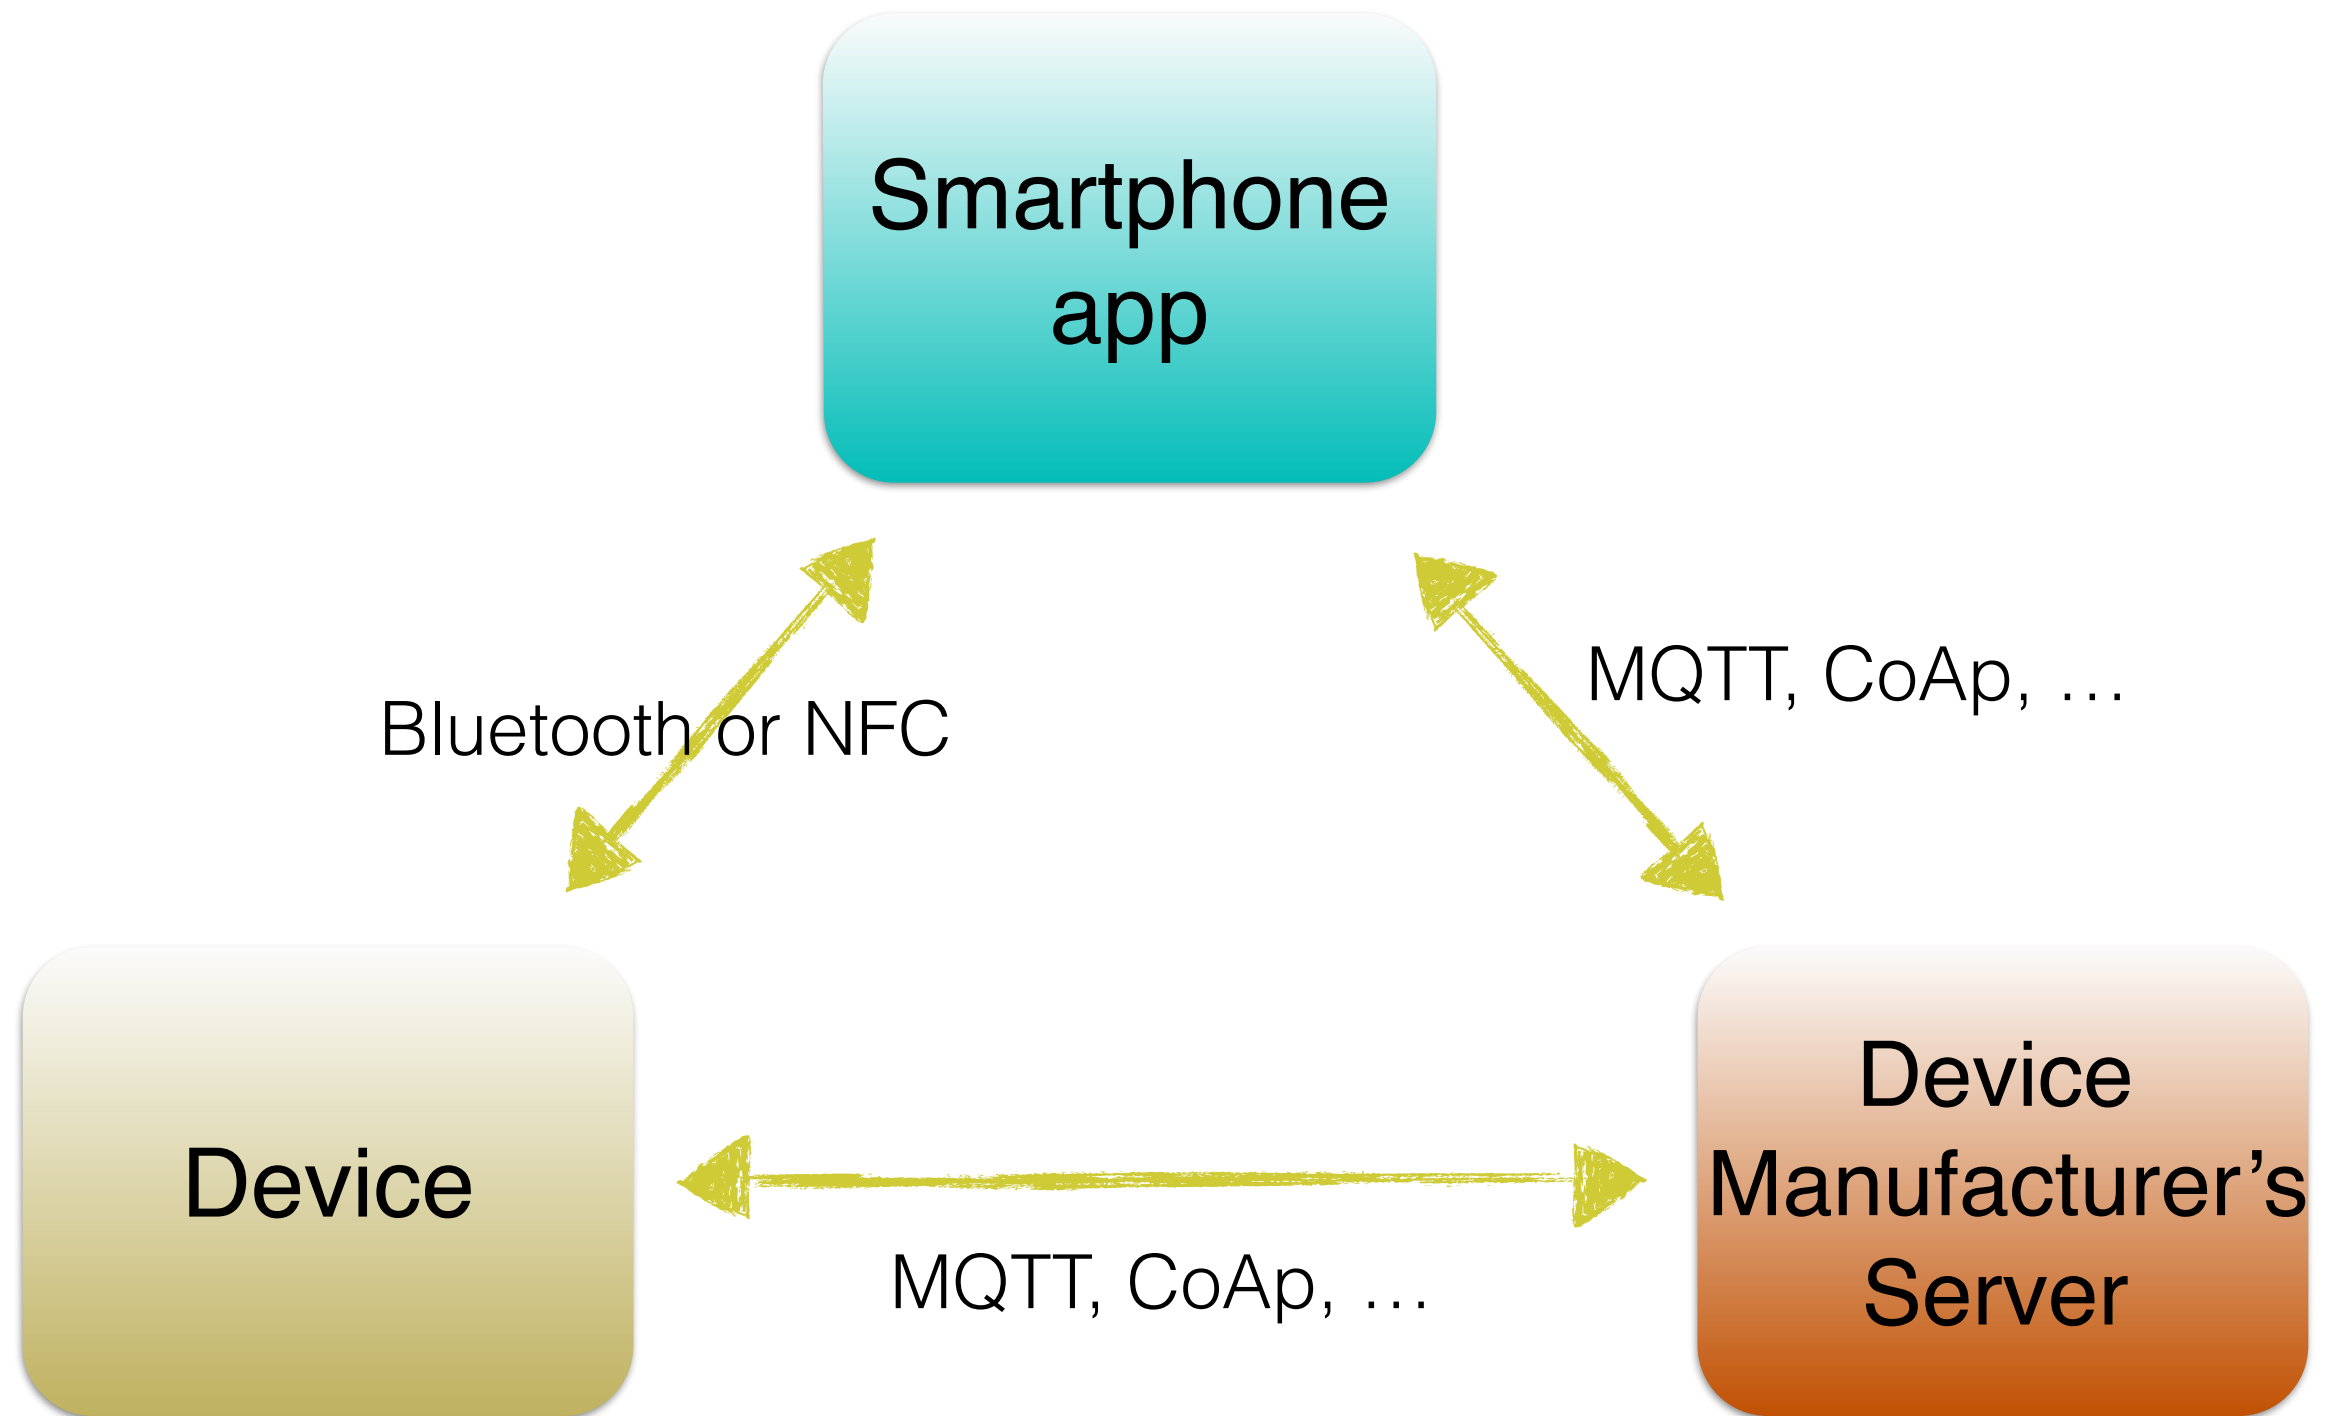 Smartphone
app
MQTT, CoAp, …
Bluetooth or NFC
Device
Device
Manufacturer’s
Server
MQTT, CoAp, …